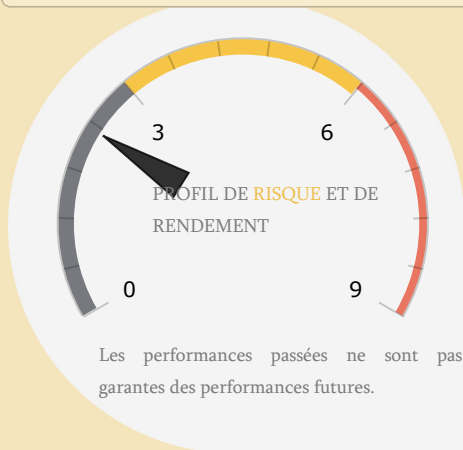 3
6
PROFIL DE RISQUE ET DE
RENDEMENT
0
9
Les performances passées ne sont pas
garantes des performances futures.